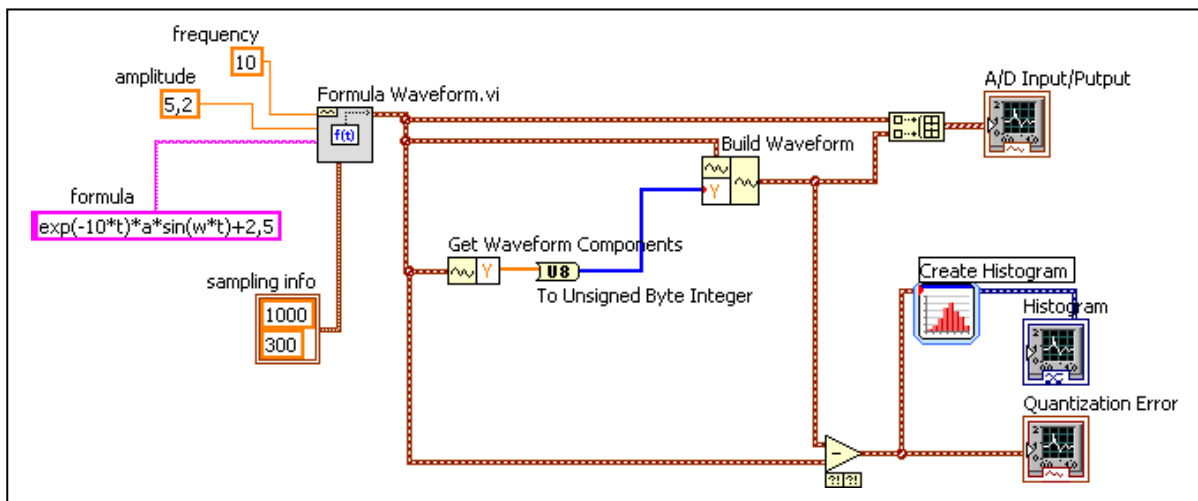 frequency
10
A/D Input/Putput
amplitude
5,2
Formula Waveform.vi
f(t)
Build Waveform
Y
formula
exp(-10*t)*a*sin(w*t)+2,5
Get Waveform Components
Y
U8
To Unsigned Byte Integer
sampling info
1000
300
Create Histogram
Histogram
Quantization Error